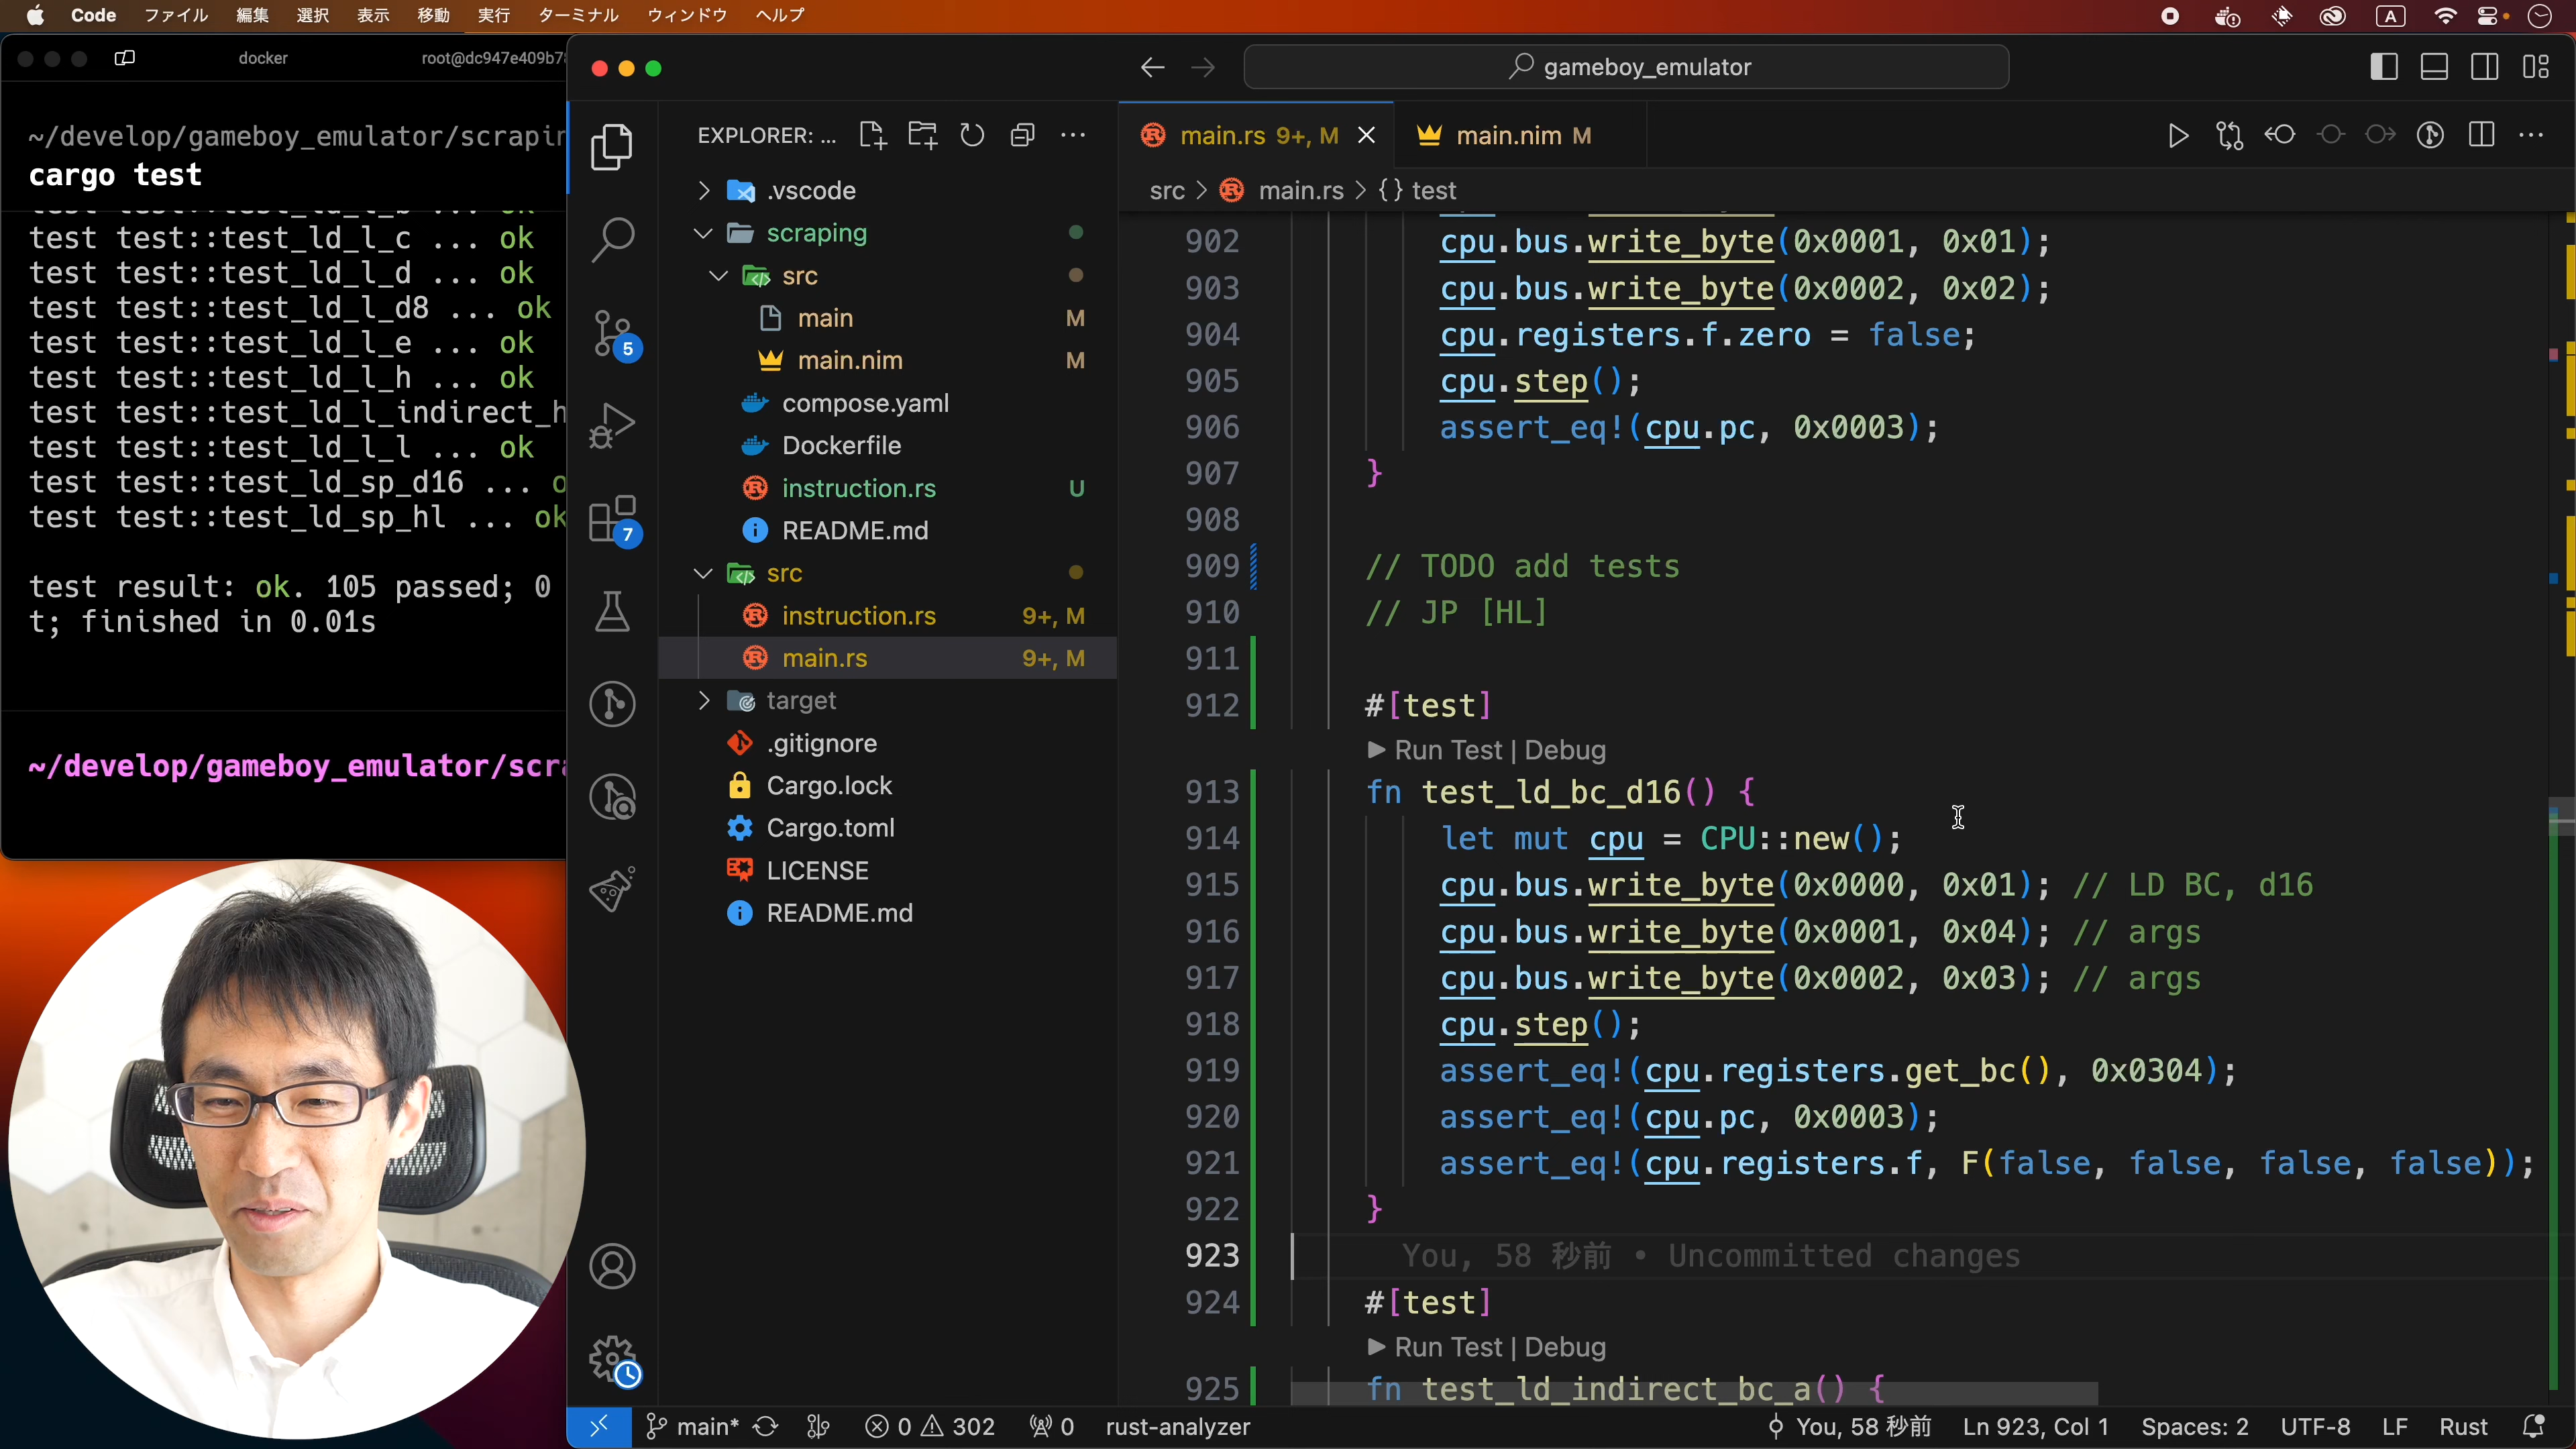 Code ファイル 編集 選択 表示 移動 実行 ターミナル ウィンドウ ヘルプ
A
docker root@dc947e409b7
~/develop/gameboy_emulator/scrapin
cargo test
test test::test_ld_l_c ... ok
test test::test_ld_l_d ... ok
test test::test_ld_l_d8 ... ok
test test::test_ld_l_e ... ok
test test::test_ld_l_h ... ok
test test::test_ld_l_indirect_h
test test::test_ld_l_l ... ok
test test::test_ld_sp_d16 ... o
test test::test_ld_sp_hl ... ok
test result: ok. 105 passed; 0
t; finished in 0.01s
~/develop/gameboy_emulator/scra
gameboy_emulator
EXPLORER: ...
.vscode
scraping
src
main M
main.nim M
compose.yaml
Dockerfile
instruction.rs U
README.md
src
instruction.rs 9+, M
main.rs 9+, M
target
.gitignore
Cargo.lock
Cargo.toml
LICENSE
README.md
5
7
main.rs 9+, M
main.nim M
src > main.rs > {} test
902 cpu.bus.write_byte(0x0001, 0x01);
903 cpu.bus.write_byte(0x0002, 0x02);
904 cpu.registers.f.zero = false;
905 cpu.step();
906 assert_eq!(cpu.pc, 0x0003);
907 }
908
909 // TODO add tests
910 // JP [HL]
911
912 #[test]
Run Test | Debug
913 fn test_ld_bc_d16() {
914 let mut cpu = CPU::new();
915 cpu.bus.write_byte(0x0000, 0x01); // LD BC, d16
916 cpu.bus.write_byte(0x0001, 0x04); // args
917 cpu.bus.write_byte(0x0002, 0x03); // args
918 cpu.step();
919 assert_eq!(cpu.registers.get_bc(), 0x0304);
920 assert_eq!(cpu.pc, 0x0003);
921 assert_eq!(cpu.registers.f, F(false, false, false, false));
922 }
923 You, 58 秒前 • Uncommitted changes
924 #[test]
Run Test | Debug
925 fn test_ld_indirect_bc_a() {
main* 0 302 0 rust-analyzer You, 58 秒前 Ln 923, Col 1 Spaces: 2 UTF-8 LF Rust